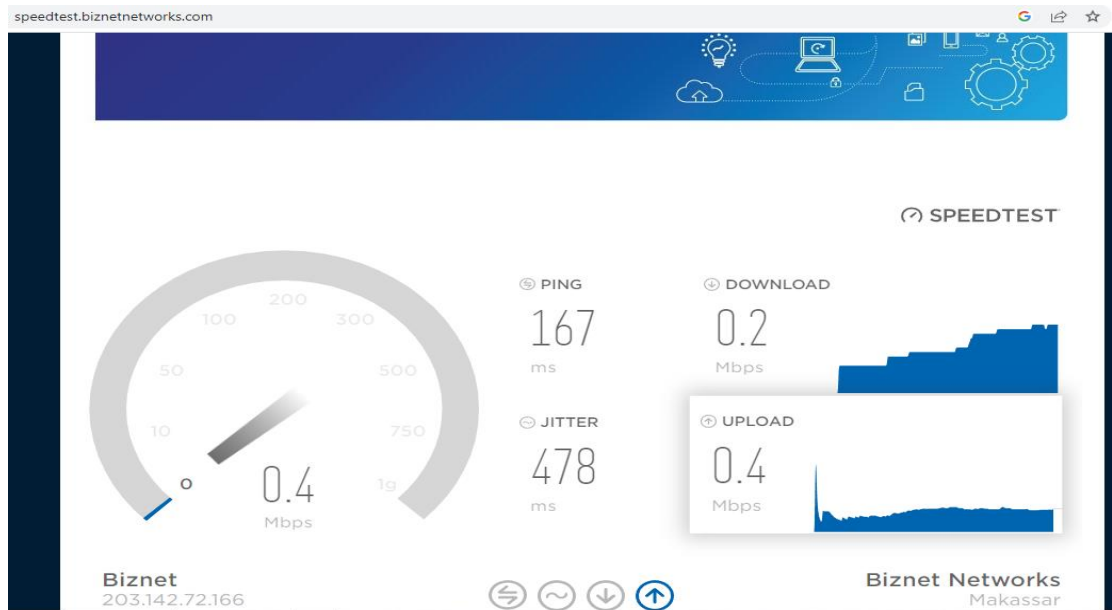 speedtest.biznetnetworks.com
SPEEDTEST
PING
167
ms
DOWNLOAD
0.2
Mbps
JITTER
478
ms
UPLOAD
0.4
Mbps
0
10
50
100
200
300
500
750
1g
0.4
Mbps
Biznet
203.142.72.166
Biznet Networks
Makassar